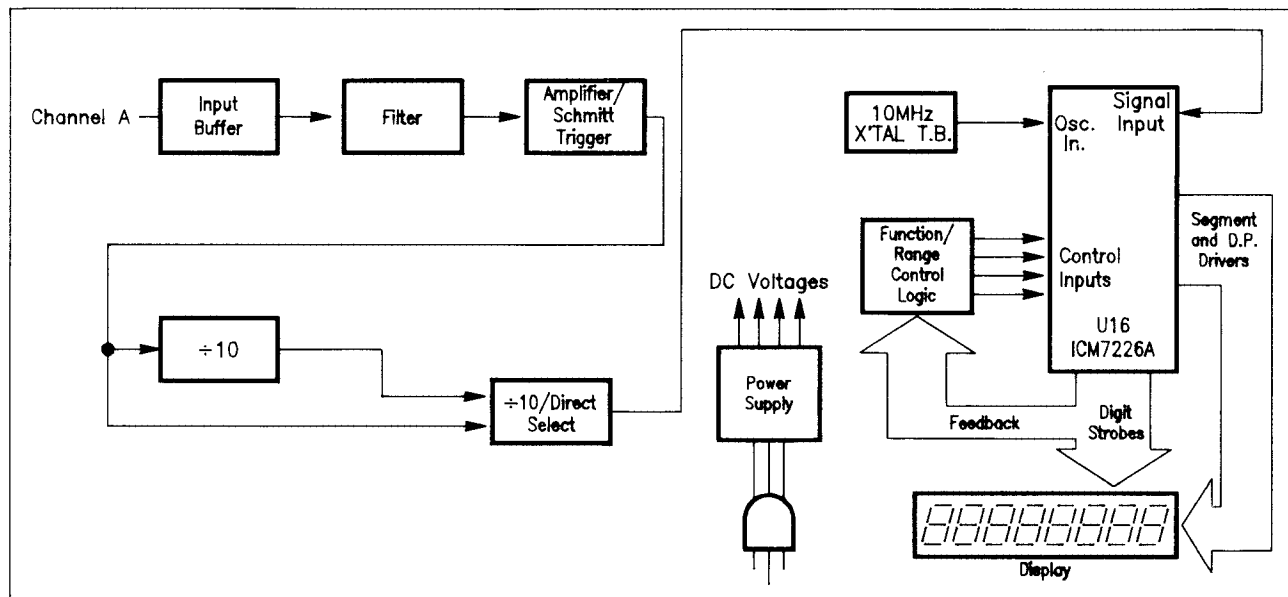 Channel A
Input
Buffer
Filter
Amplifier/
Schmitt
Trigger
10MHz
X'TAL T.B.
Signal
Input
Osc.
In.
Segment
and D.P.
Drivers
Function/
Range
Control
Logic
Control
Inputs
U16
ICM7226A
DC Voltages
÷10
÷10/Direct
Select
Power
Supply
Feedback
Digit
Strobes
Display